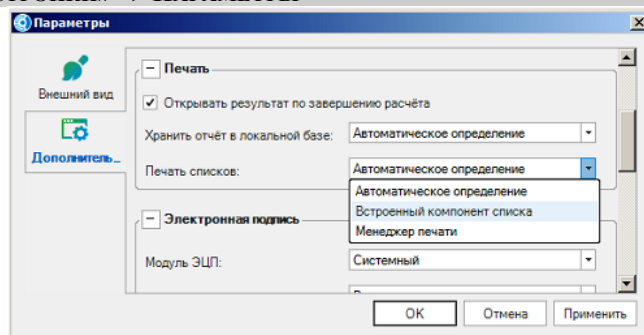 Параметры
Внешний вид
Дополнитель...
Печать
Открывать результат по завершению расчёта
Хранить отчёт в локальной базе: Автоматическое определение
Печать списков: Автоматическое определение
Автоматическое определение
Встроенный компонент списка
Менеджер печати
Электронная подпись
Модуль ЭЦП: Системный
OK Отмена Применить